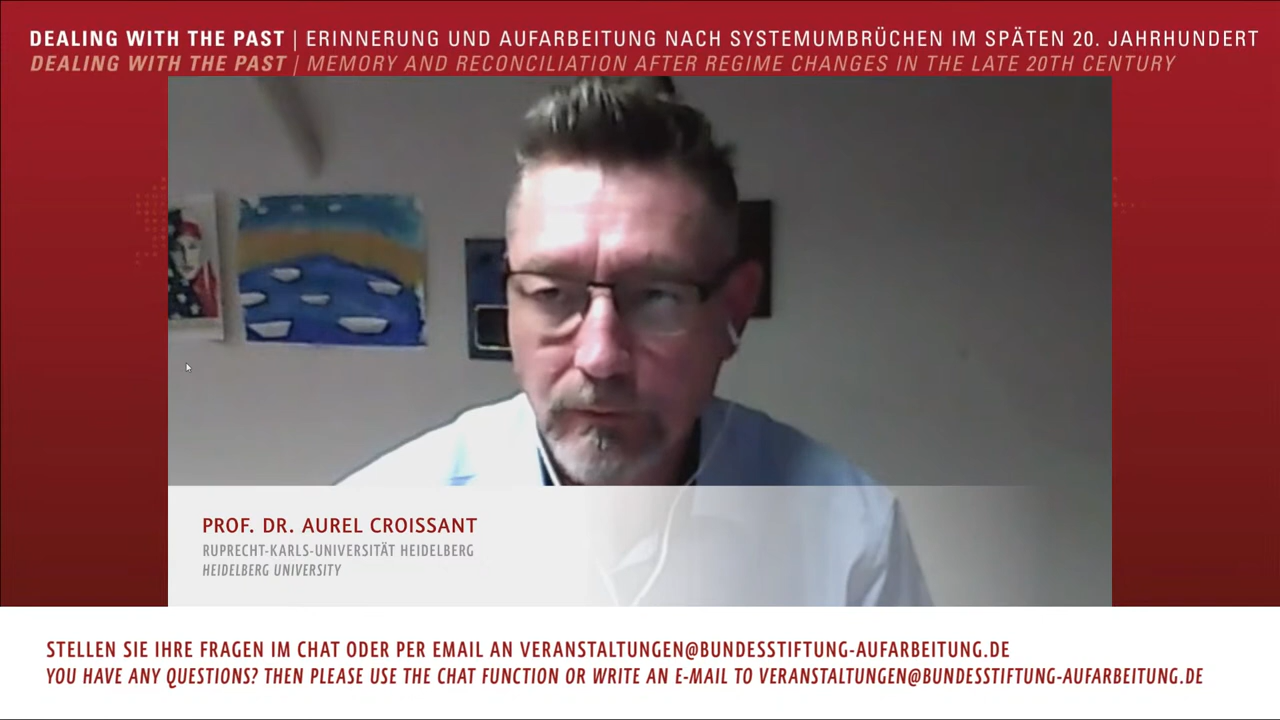 DEALING WITH THE PAST | ERINNERUNG UND AUFARBEITUNG NACH SYSTEMUMBRÜCHEN IM SPÄTEN 20. JAHRHUNDERT
DEALING WITH THE PAST | MEMORY AND RECONCILIATION AFTER REGIME CHANGES IN THE LATE 20TH CENTURY
PROF. DR. AUREL CROISSANT
RUPRECHT-KARLS-UNIVERSITÄT HEIDELBERG
HEIDELBERG UNIVERSITY
STELLEN SIE IHRE FRAGEN IM CHAT ODER PER EMAIL AN VERANSTALTUNGEN@BUNDESSTIFTUNG-AUFARBEITUNG.DE
YOU HAVE ANY QUESTIONS? THEN PLEASE USE THE CHAT FUNCTION OR WRITE AN E-MAIL TO VERANSTALTUNGEN@BUNDESSTIFTUNG-AUFARBEITUNG.DE